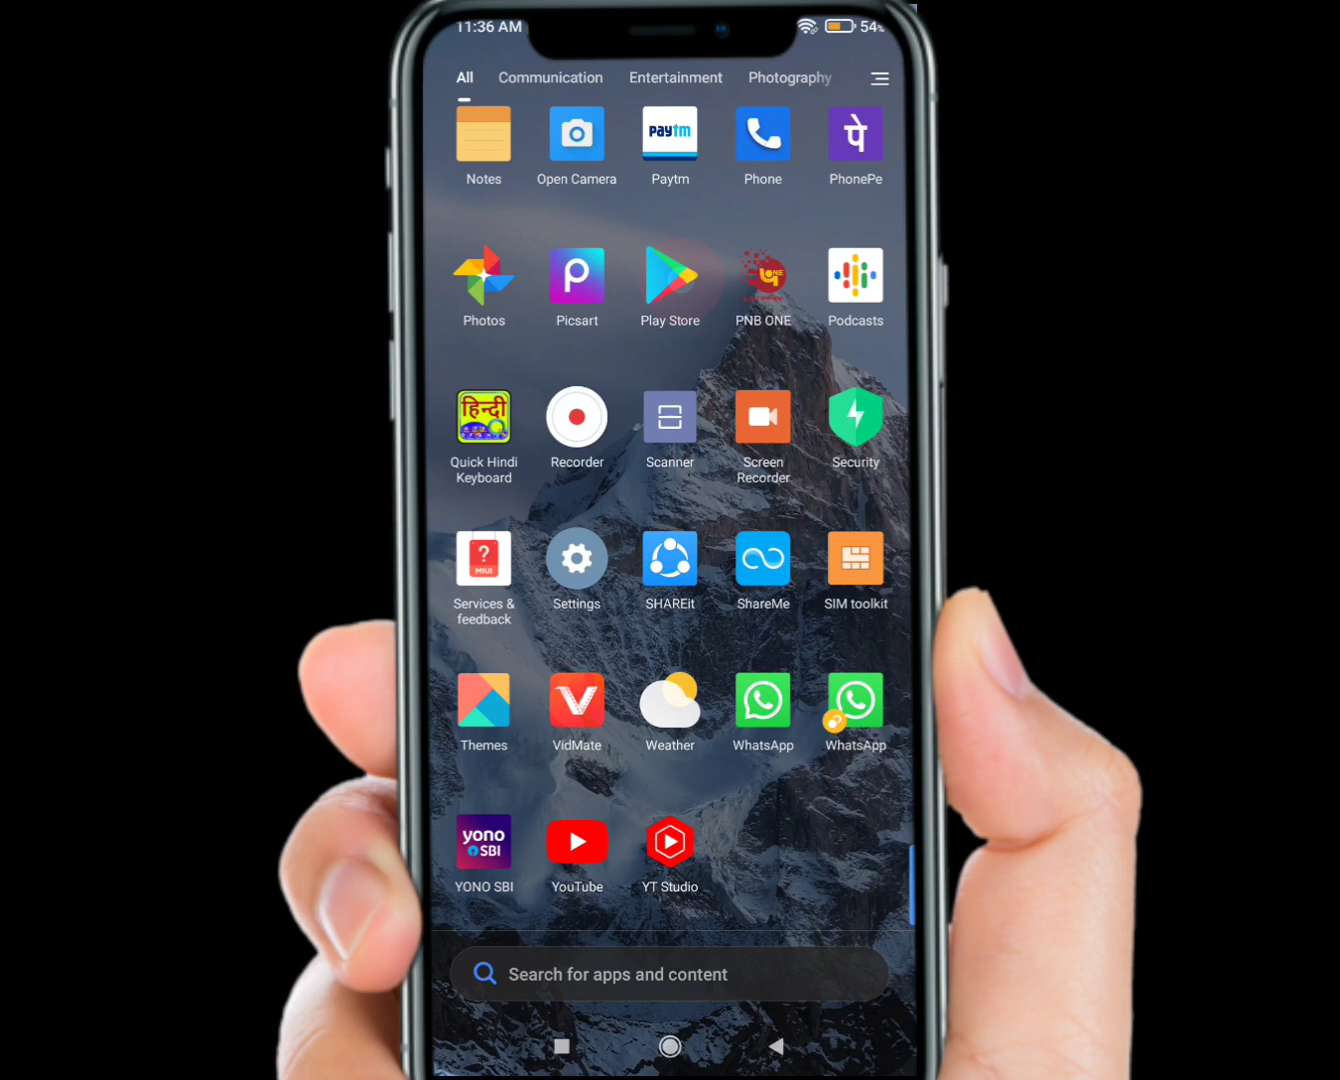 11:36 AM 54%
All Communication Entertainment Photography
paytm पे
Notes Open Camera Paytm Phone PhonePe
ONE
Photos Picsart Play Store PNB ONE Podcasts
हिन्दी
Quick Hindi Keyboard Recorder Scanner Screen Recorder Security
?
MIUI
Services & feedback Settings SHAREit ShareMe SIM toolkit
Themes VidMate Weather WhatsApp WhatsApp
yono
SBI
YONO SBI YouTube YT Studio
Search for apps and content